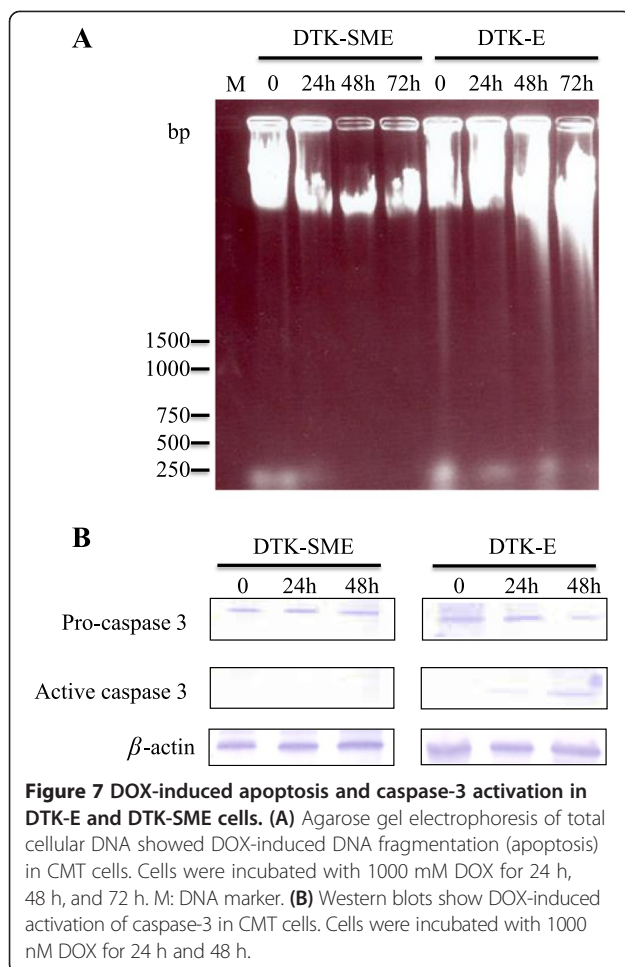 A
DTK-SME DTK-E
M 0 24h 48h 72h 0 24h 48h 72h
bp
1500
1000
750
500
250
B
DTK-SME DTK-E
0 24h 48h 0 24h 48h
Pro-caspase 3
Active caspase 3
β-actin
Figure 7 DOX-induced apoptosis and caspase-3 activation in
DTK-E and DTK-SME cells. (A) Agarose gel electrophoresis of total
cellular DNA showed DOX-induced DNA fragmentation (apoptosis)
in CMT cells. Cells were incubated with 1000 mM DOX for 24 h,
48 h, and 72 h. M: DNA marker. (B) Western blots show DOX-induced
activation of caspase-3 in CMT cells. Cells were incubated with 1000
nM DOX for 24 h and 48 h.